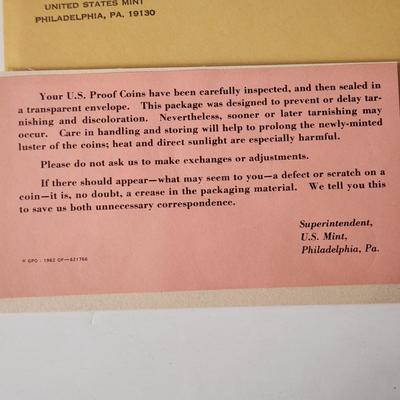 UNITED STATES MINT
PHILADELPHIA, PA. 19130
Your U.S. Proof Coins have been carefully inspected, and then sealed in
a transparent envelope. This package was designed to prevent or delay tar-
nishing and discoloration. Nevertheless, sooner or later tarnishing may
occur. Care in handling and storing will help to prolong the newly-minted
luster of the coins; heat and direct sunlight are especially harmful.
Please do not ask us to make exchanges or adjustments.
If there should appear—what may seem to you—a defect or scratch on a
coin—it is, no doubt, a crease in the packaging material. We tell you this
to save us both unnecessary correspondence.
Superintendent,
U.S. Mint,
Philadelphia, Pa.
GPO : 1962 OF—621766